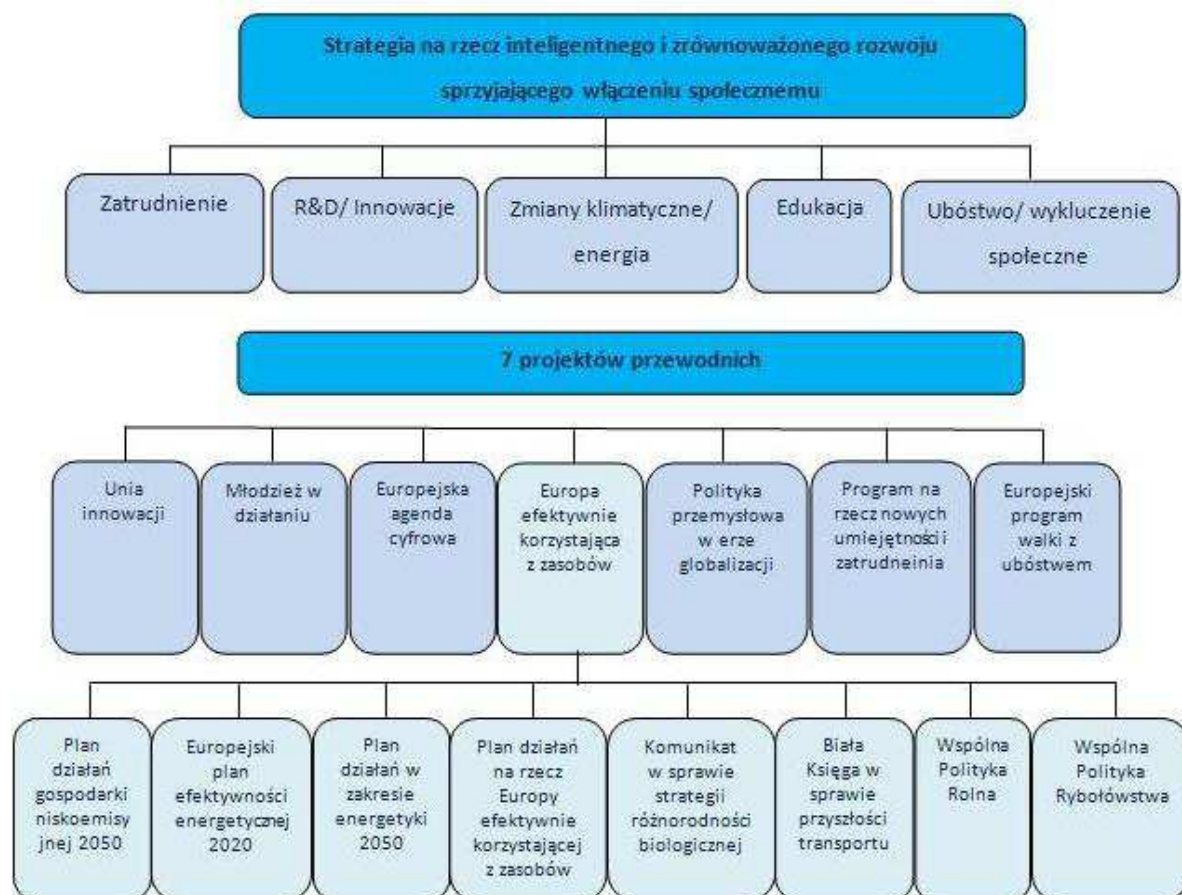 Strategia na rzecz inteligentnego i zrównoważonego rozwoju
sprzyjającego włączeniu społecznemu
Zatrudnienie
R&D/ Innowacje
Zmiany klimatyczne/
energia
Edukacja
Ubóstwo/ wykluczenie
społeczne
7 projektów przewodnich
Unia
innowacji
Młodzież w
działaniu
Europejska
agenda
cyfrowa
Europa
efektywnie
korzystająca
z zasobów
Polityka
przemysłowa
w erze
globalizacji
Program na
rzecz nowych
umiejętności i
zatrudneinia
Europejski
program
walki z
ubóstwem
Plan
działań
gospodarki
niskoemisy
jnej 2050
Europejski
plan
efektywności
energetycznej
2020
Plan
działań w
zakresie
energetyki
2050
Plan działań
na rzecz
Europy
efektywnie
korzystającej
z zasobów
Komunikat
w sprawie
strategii
różnorodności
biologicznej
Biała
Księga w
sprawie
przyszłości
transportu
Wspólna
Polityka
Rolna
Wspólna
Polityka
Rybołówstwa